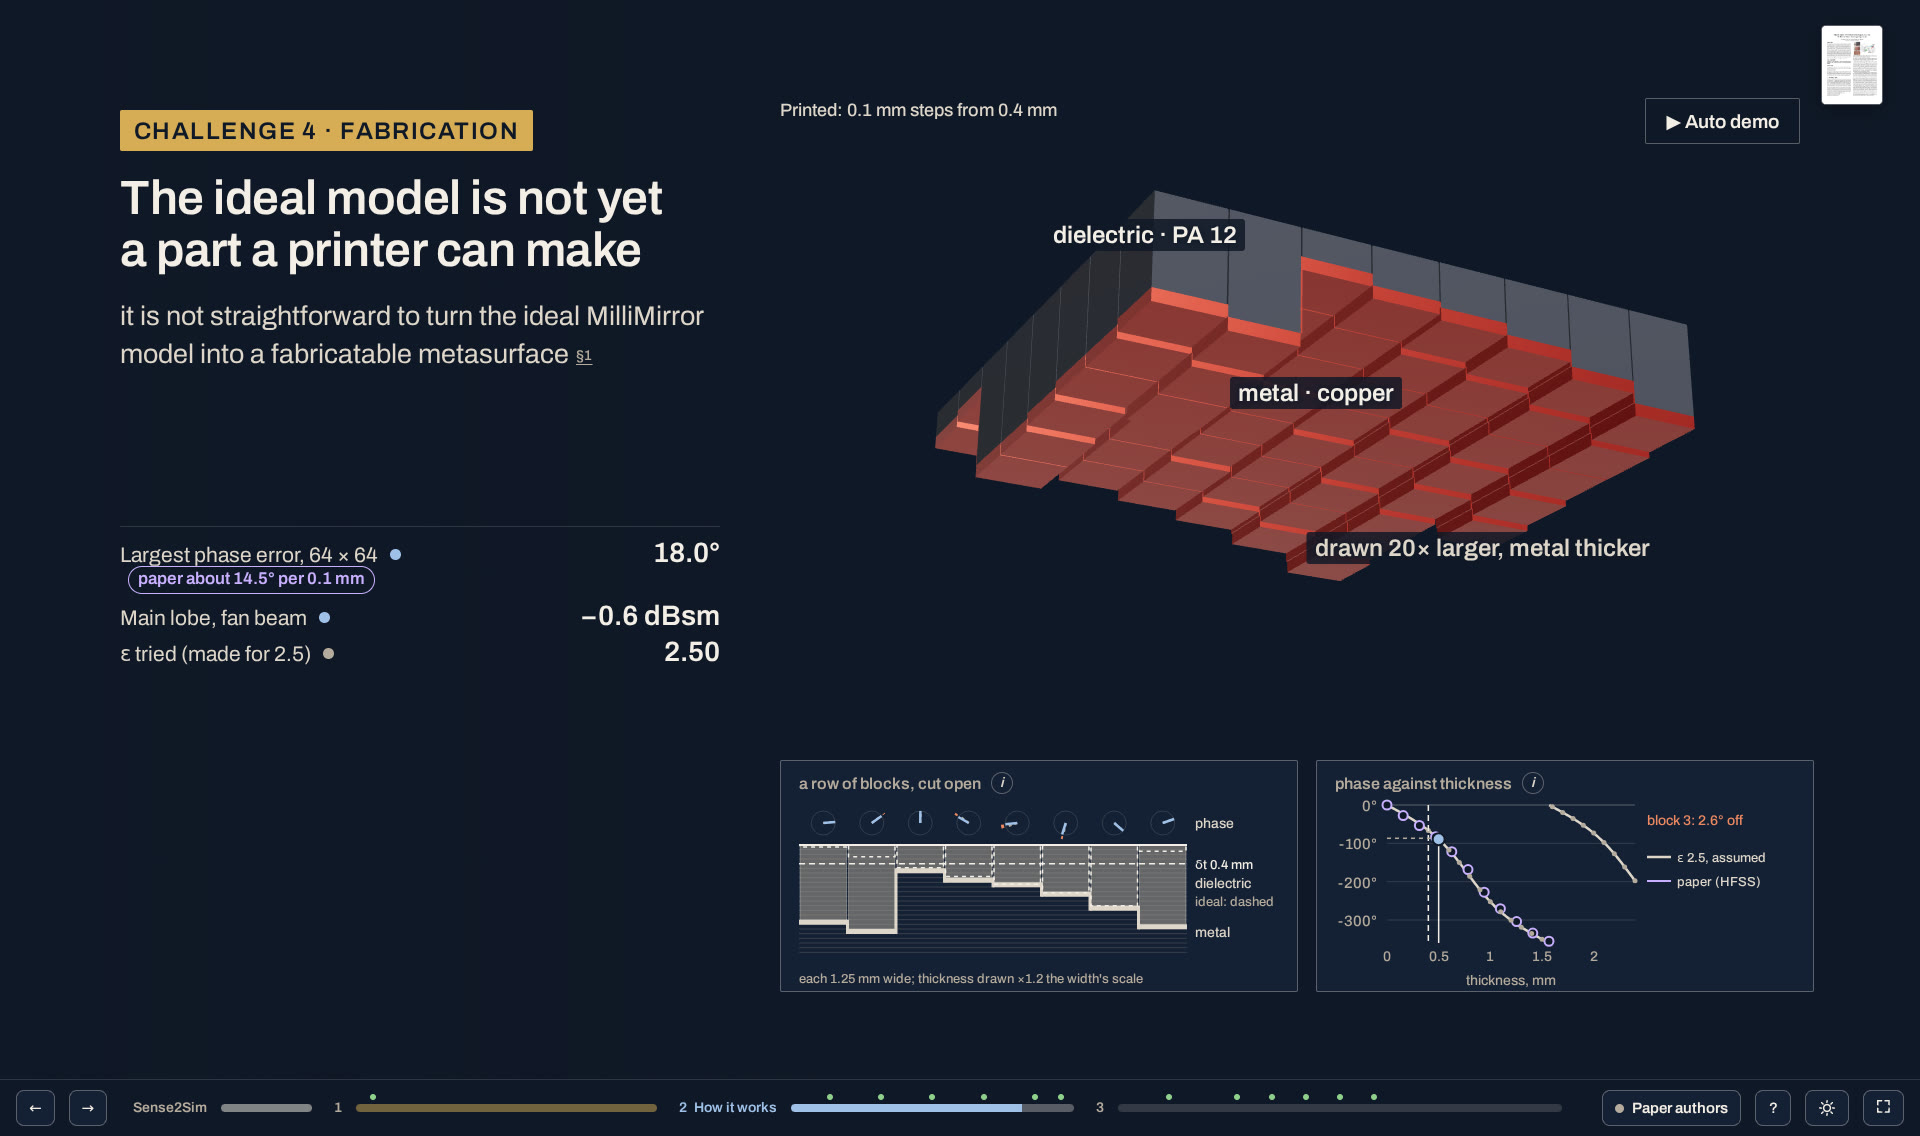 Printed: 0.1 mm steps from 0.4 mm
▶ Auto demo
CHALLENGE 4 · FABRICATION
The ideal model is not yet
a part a printer can make
it is not straightforward to turn the ideal MilliMirror
model into a fabricatable metasurface §1
dielectric · PA 12
metal · copper
drawn 20× larger, metal thicker
Largest phase error, 64 × 64 18.0°
paper about 14.5° per 0.1 mm
Main lobe, fan beam −0.6 dBsm
ε tried (made for 2.5) 2.50
a row of blocks, cut open i
phase
δt 0.4 mm
dielectric
ideal: dashed
metal
each 1.25 mm wide; thickness drawn ×1.2 the width's scale
phase against thickness i
0°
-100°
-200°
-300°
0 0.5 1 1.5 2
thickness, mm
block 3: 2.6° off
ε 2.5, assumed
paper (HFSS)
← → Sense2Sim 1 2 How it works 3 Paper authors ?